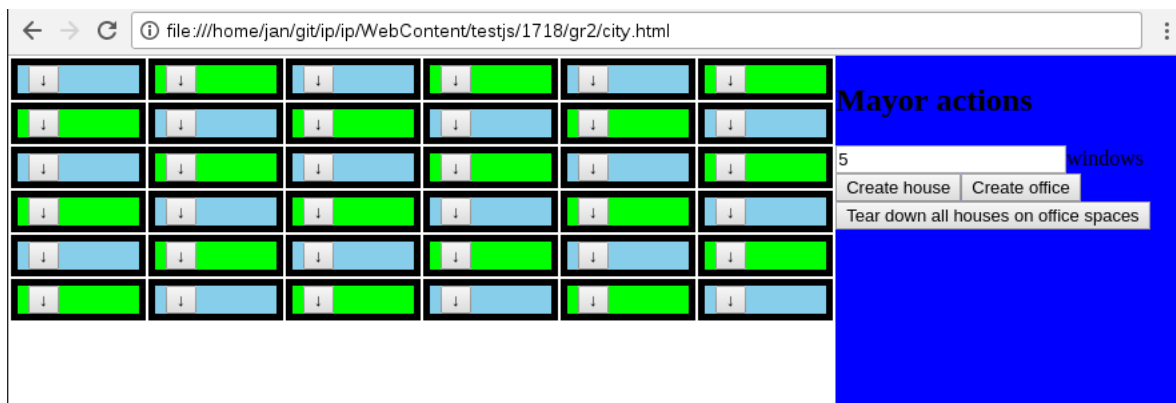 file:///home/jan/git/ip/ip/WebContent/testjs/1718/gr2/city.html
↓ ↓ ↓ ↓ ↓ ↓
↓ ↓ ↓ ↓ ↓ ↓
↓ ↓ ↓ ↓ ↓ ↓
↓ ↓ ↓ ↓ ↓ ↓
↓ ↓ ↓ ↓ ↓ ↓
↓ ↓ ↓ ↓ ↓ ↓
Mayor actions
5 windows
Create house Create office
Tear down all houses on office spaces